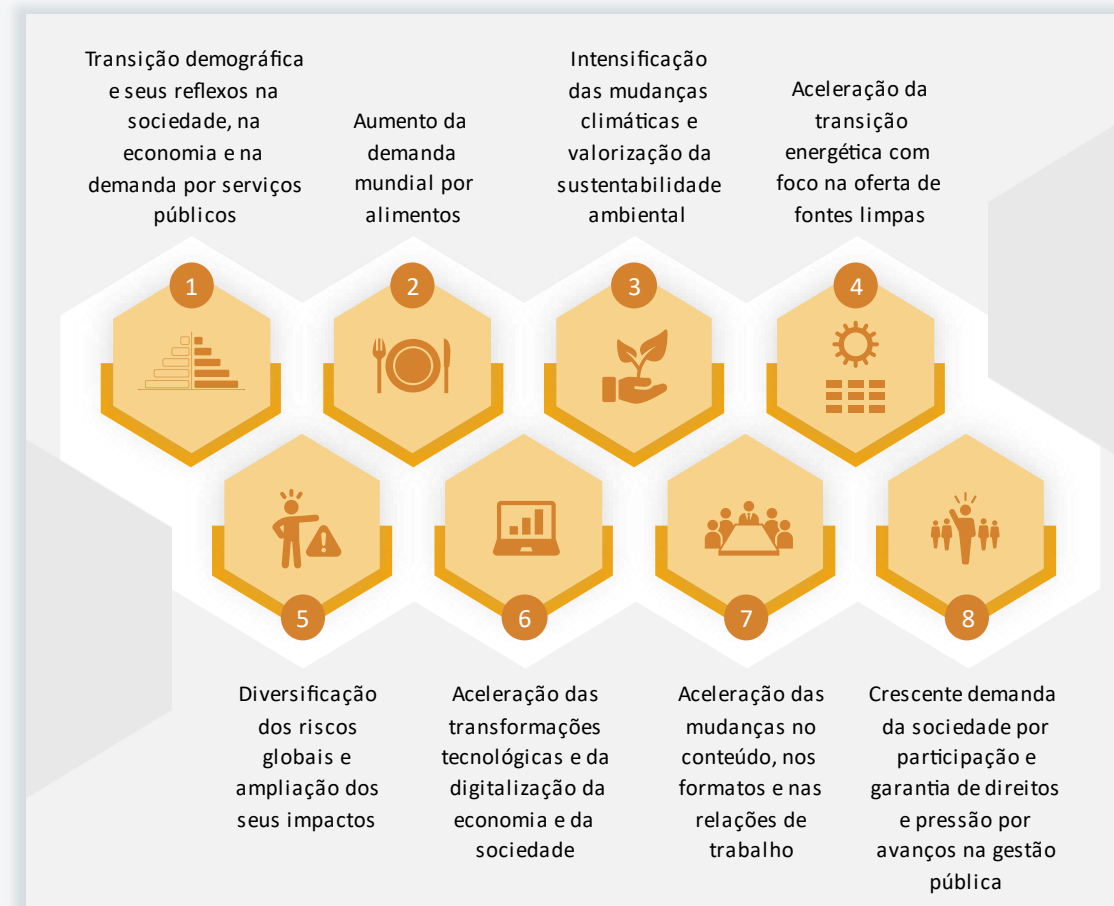 Transição demográfica
e seus reflexos na
sociedade, na
economia e na
demanda por serviços
públicos
Aumento da
demanda
mundial por
alimentos
Intensificação
das mudanças
climáticas e
valorização da
sustentabilidade
ambiental
Aceleração da
transição
energética com
foco na oferta de
fontes limpas
1
2
3
4
5
6
7
8
Diversificação
dos riscos
globais e
ampliação dos
seus impactos
Aceleração das
transformações
tecnológicas e da
digitalização da
economia e da
sociedade
Aceleração das
mudanças no
conteúdo, nos
formatos e nas
relações de
trabalho
Crescente demanda
da sociedade por
participação e
garantia de direitos
e pressão por
avanços na gestão
pública